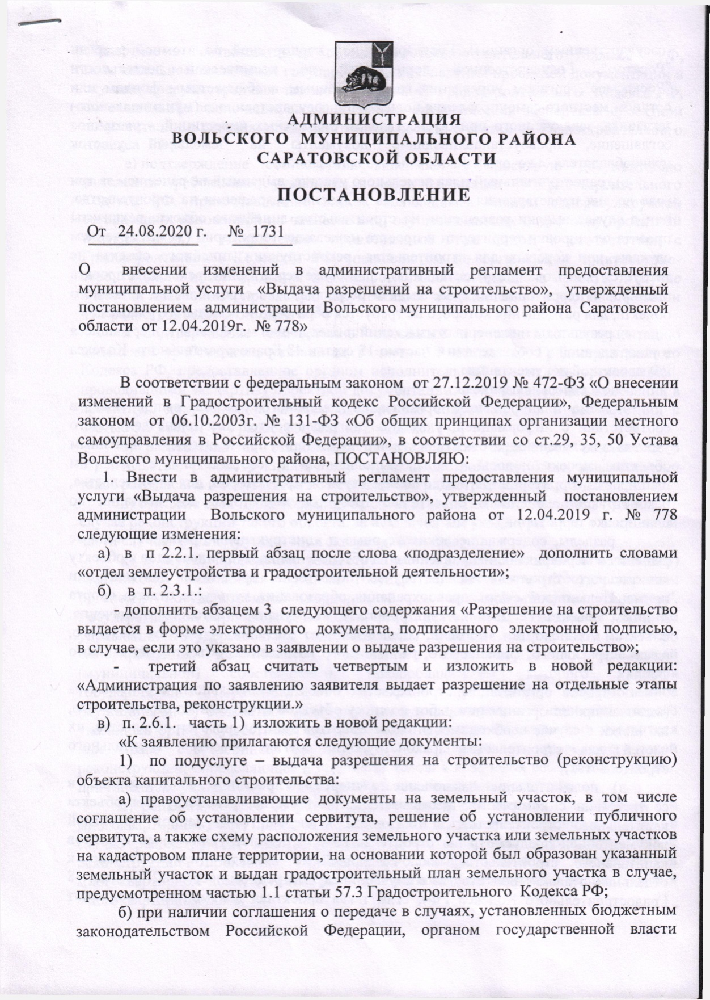 АДМИНИСТРАЦИЯ
ВОЛЬСКОГО МУНИЦИПАЛЬНОГО РАЙОНА
САРАТОВСКОЙ ОБЛАСТИ
ПОСТАНОВЛЕНИЕ
От 24.08.2020 г. № 1731
О внесении изменений в административный регламент предоставления
муниципальной услуги «Выдача разрешений на строительство», утвержденный
постановлением администрации Вольского муниципального района Саратовской
области от 12.04.2019г. № 778»
В соответствии с федеральным законом от 27.12.2019 № 472-ФЗ «О внесении
изменений в Градостроительный кодекс Российской Федерации», Федеральным
законом от 06.10.2003г. № 131-ФЗ «Об общих принципах организации местного
самоуправления в Российской Федерации», в соответствии со ст.29, 35, 50 Устава
Вольского муниципального района, ПОСТАНОВЛЯЮ:
1. Внести в административный регламент предоставления муниципальной
услуги «Выдача разрешения на строительство», утвержденный постановлением
администрации Вольского муниципального района от 12.04.2019 г. № 778
следующие изменения:
а) в п 2.2.1. первый абзац после слова «подразделение» дополнить словами
«отдел землеустройства и градостроительной деятельности»;
б) в п. 2.3.1.:
- дополнить абзацем 3 следующего содержания «Разрешение на строительство
выдается в форме электронного документа, подписанного электронной подписью,
в случае, если это указано в заявлении о выдаче разрешения на строительство»;
- третий абзац считать четвертым и изложить в новой редакции:
«Администрация по заявлению заявителя выдает разрешение на отдельные этапы
строительства, реконструкции.»
в) п. 2.6.1. часть 1) изложить в новой редакции:
«К заявлению прилагаются следующие документы:
1) по подуслуге – выдача разрешения на строительство (реконструкцию)
объекта капитального строительства:
а) правоустанавливающие документы на земельный участок, в том числе
соглашение об установлении сервитута, решение об установлении публичного
сервитута, а также схему расположения земельного участка или земельных участков
на кадастровом плане территории, на основании которой был образован указанный
земельный участок и выдан градостроительный план земельного участка в случае,
предусмотренном частью 1.1 статьи 57.3 Градостроительного Кодекса РФ;
б) при наличии соглашения о передаче в случаях, установленных бюджетным
законодательством Российской Федерации, органом государственной власти